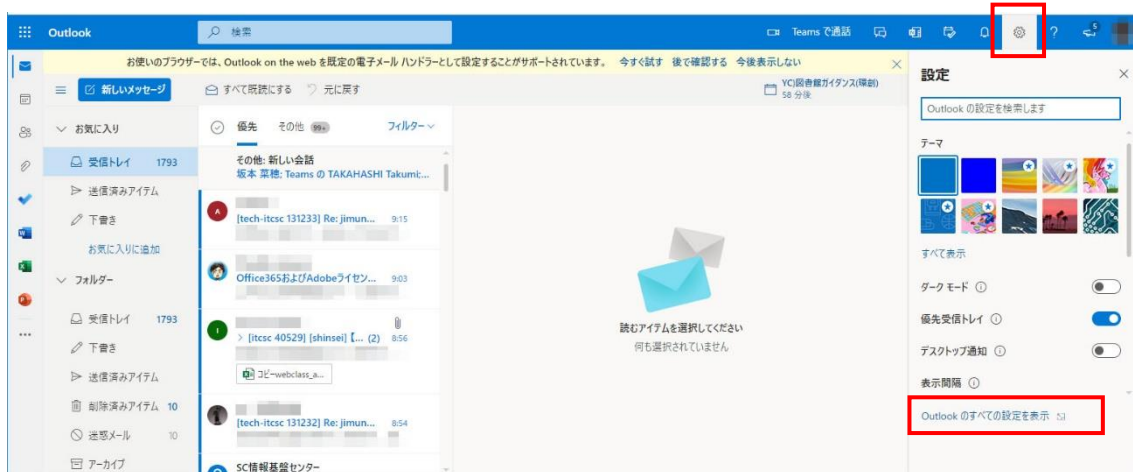 Outlook
検索
Teams で通話
?
5
お使いのブラウザーでは、Outlook on the web を既定の電子メール ハンドラーとして設定することがサポートされています。 今すぐ試す 後で確認する 今後表示しない
新しいメッセージ
すべて既読にする
元に戻す
YC)図書館ガイダンス(瑞創)
58 分後
お気に入り
受信トレイ 1793
送信済みアイテム
下書き
お気に入りに追加
フォルダー
受信トレイ 1793
下書き
送信済みアイテム
削除済みアイテム 10
迷惑メール 10
アーカイブ
優先 その他 99+ フィルター
その他: 新しい会話
坂本 菜穂; Teams の TAKAHASHI Takumi;...
A
[tech-itcsc 131233] Re: jimun... 9:15
Office365およびAdobeライセン... 9:03
I
> [itcsc 40529] [shinsei] 【... (2) 8:56
コピーwebclass_a...
[tech-itcsc 131232] Re: jimun... 8:54
SC情報基盤センター
読むアイテムを選択してください
何も選択されていません
設定
Outlook の設定を検索します
テーマ
すべて表示
ダーク モード
優先受信トレイ
デスクトップ通知
表示間隔
Outlook のすべての設定を表示